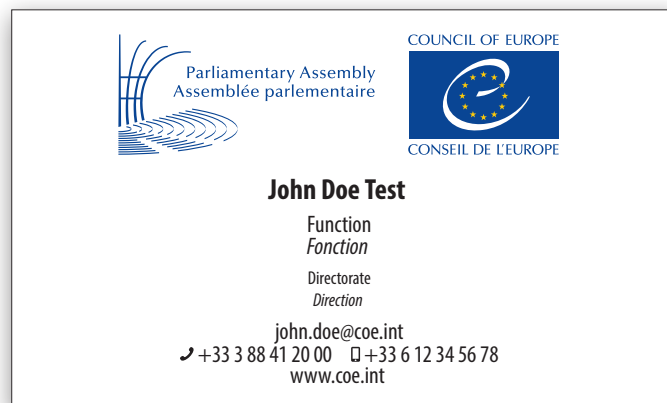 Parliamentary Assembly
Assemblée parlementaire
COUNCIL OF EUROPE
CONSEIL DE L'EUROPE
John Doe Test
Function
Fonction
Directorate
Direction
john.doe@coe.int
+33 3 88 41 20 00 +33 6 12 34 56 78
www.coe.int